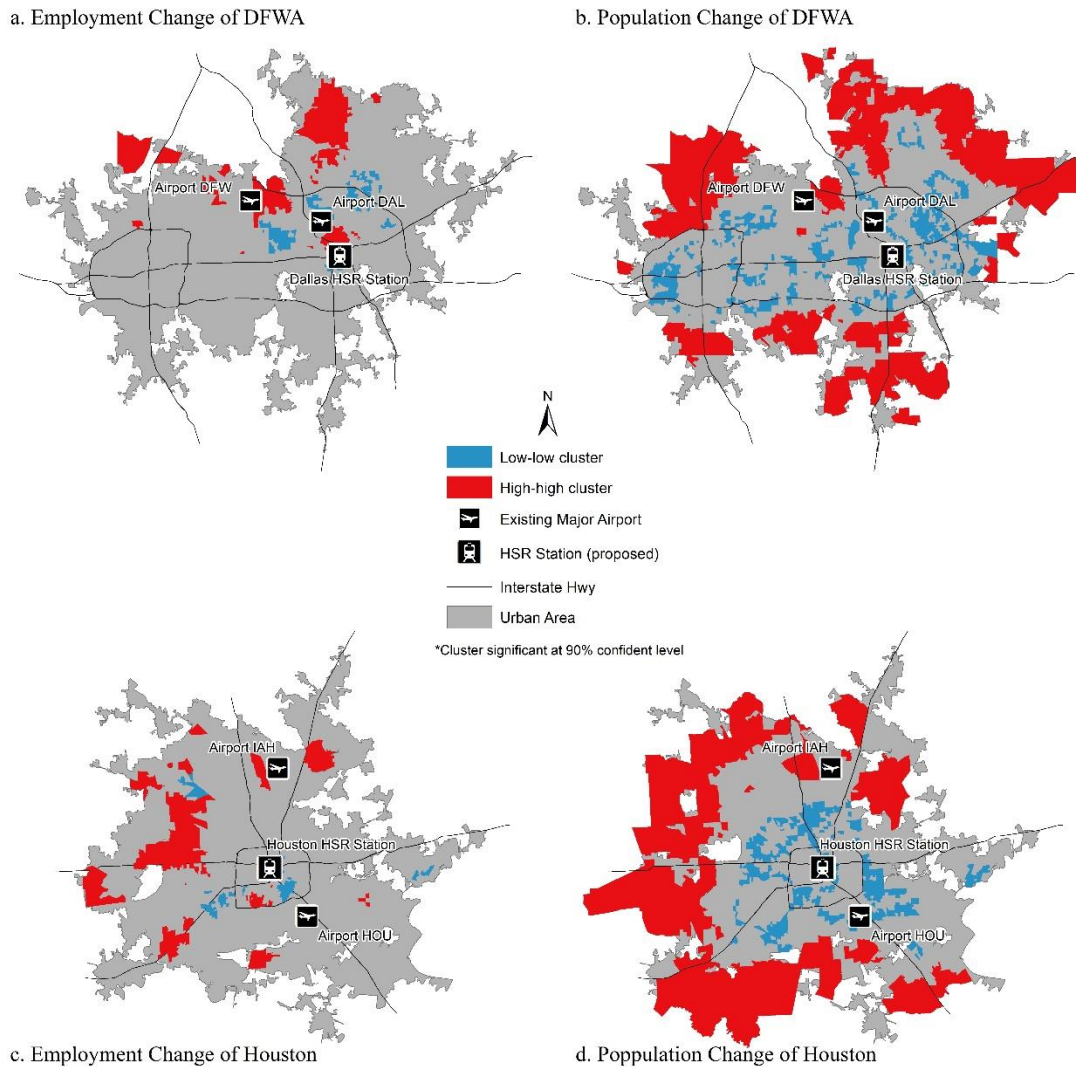 a. Employment Change of DFWA
b. Population Change of DFWA
Airport DFW
Airport DAL
Dallas HSR Station
Airport DFW
Airport DAL
Dallas HSR Station
N
Low-low cluster
High-high cluster
Existing Major Airport
HSR Station (proposed)
Interstate Hwy
Urban Area
*Cluster significant at 90% confident level
Airport IAH
Houston HSR Station
Airport HOU
Airport IAH
Houston HSR Station
Airport HOU
c. Employment Change of Houston
d. Poppulation Change of Houston